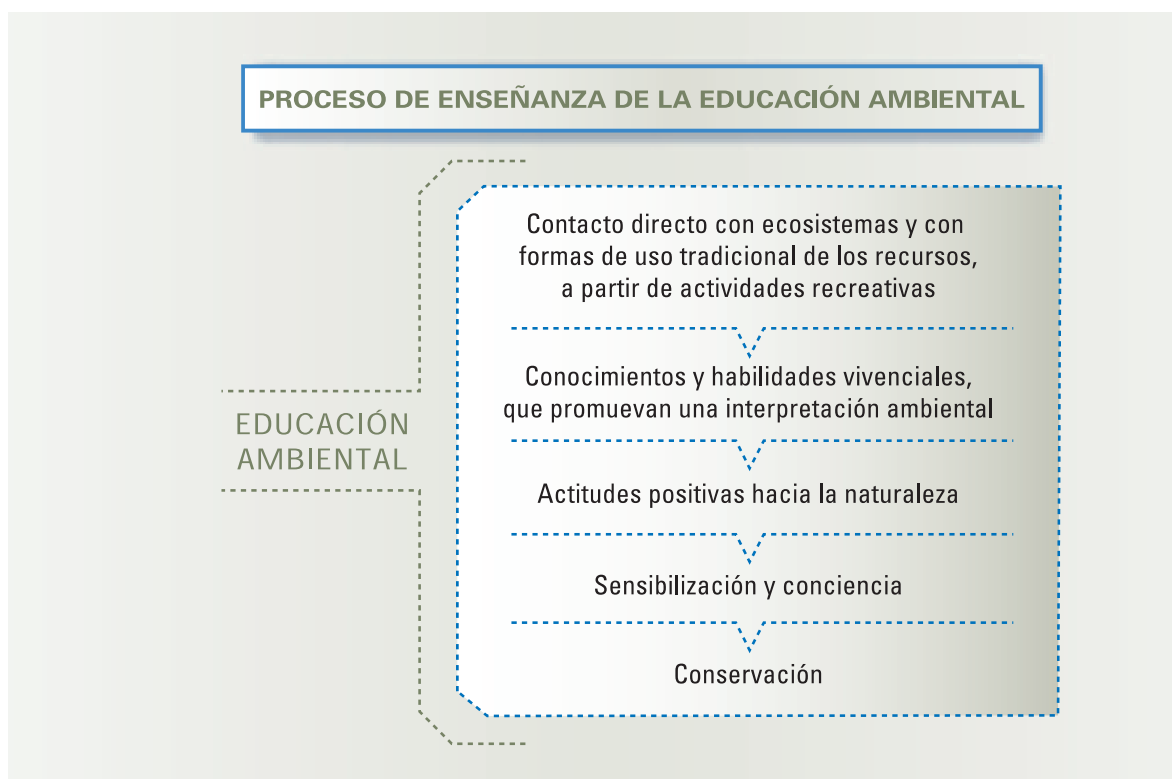 PROCESO DE ENSEÑANZA DE LA EDUCACIÓN AMBIENTAL
EDUCACIÓN
AMBIENTAL
Contacto directo con ecosistemas y con
formas de uso tradicional de los recursos,
a partir de actividades recreativas
Conocimientos y habilidades vivenciales,
que promuevan una interpretación ambiental
Actitudes positivas hacia la naturaleza
Sensibilización y conciencia
Conservación